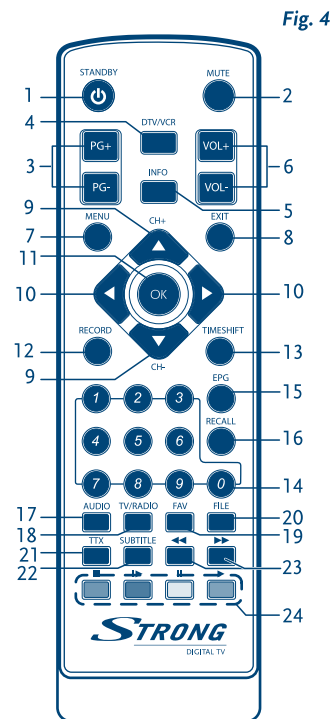 Fig. 4
STANDBY
MUTE
1
2
4
DTV/VCR
PG+
VOL+
3
6
INFO
PG-
VOL-
9
5
MENU
CH+
EXIT
7
8
11
OK
10
10
RECORD
TIMESHIFT
12
13
9
CH-
EPG
1
2
3
15
RECALL
4
5
6
16
7
8
9
0
14
17
AUDIO
TV/RADIO
FAV
FILE
20
18
19
21
TTX
SUBTITLE
22
23
24
STRONG
DIGITAL TV